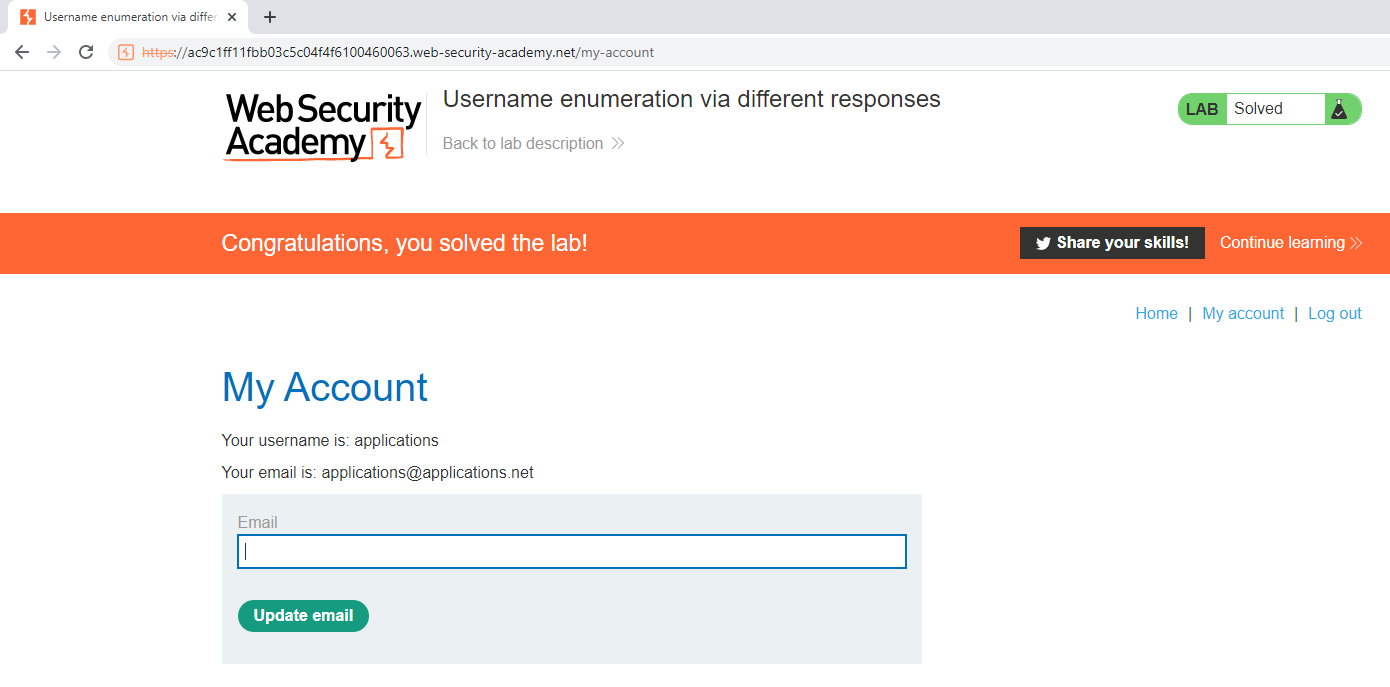 Username enumeration via differ
https://ac9c1ff11fbb03c5c04f4f6100460063.web-security-academy.net/my-account
Web Security
Academy
Username enumeration via different responses
Back to lab description
LAB Solved
Congratulations, you solved the lab!
Share your skills! Continue learning
Home | My account | Log out
My Account
Your username is: applications
Your email is: applications@applications.net
Email
Update email